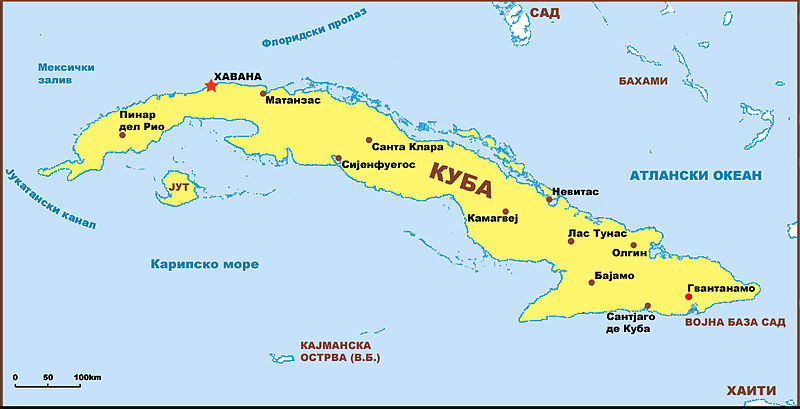 САД
Флоридски пролаз
Мексички
залив
ХАВАНА
БАХАМИ
Матанзас
Пинар
дел Рио
Санта Клара
Сијенфуегос
КУБА
ЈУТ
Јукатански канал
АТЛАНСКИ ОКЕАН
Невитас
Камагвеј
Лас Тунас
Олгин
Карипско море
Бајамо
Гвантанамо
Сантјаго
де Куба
ВОЈНА БАЗА САД
КАЈМАНСКА
ОСТРВА (В.Б.)
0 50 100km
ХАИТИ